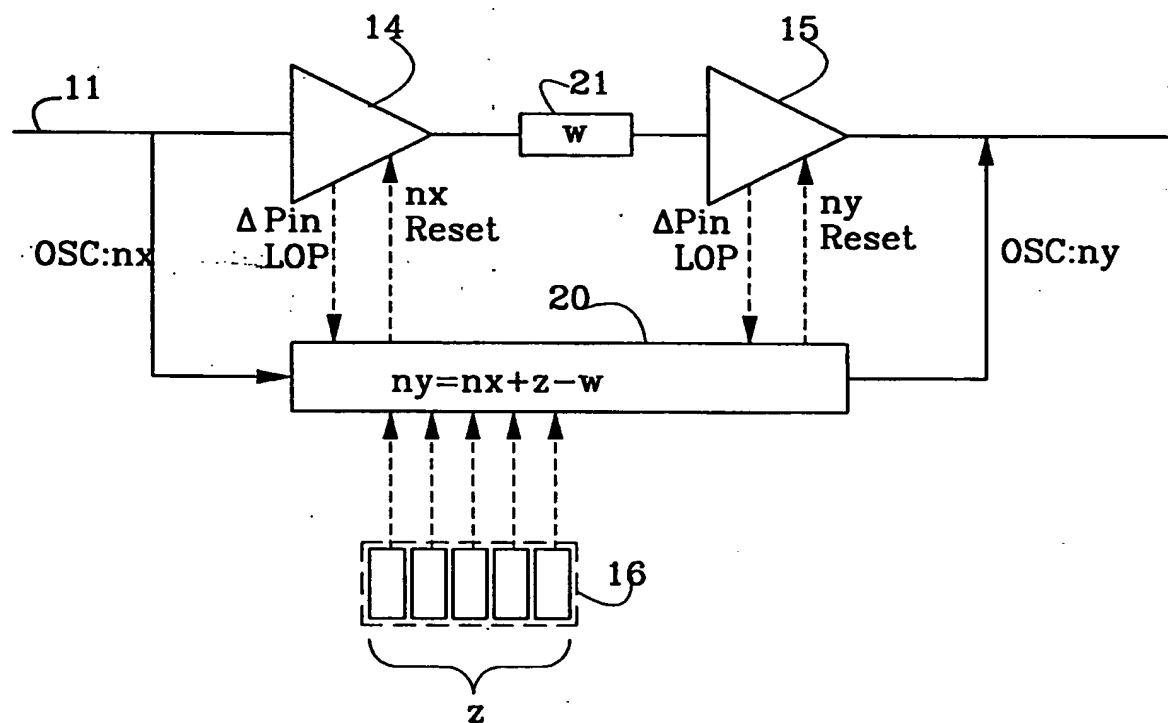 14
15
11
21
w
Δ Pin
LOP
nx
Reset
ΔPin
LOP
ny
Reset
OSC:nx
OSC:ny
20
ny=nx+z-w
16
z